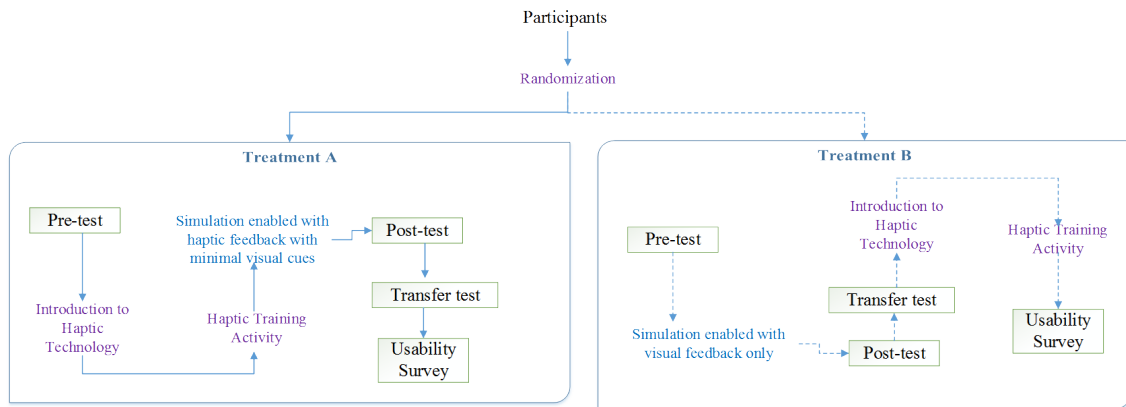 Participants
Randomization
Treatment A
Pre-test
Introduction to
Haptic
Technology
Haptic Training
Activity
Simulation enabled with
haptic feedback with
minimal visual cues
Post-test
Transfer test
Usability
Survey
Treatment B
Pre-test
Simulation enabled with
visual feedback only
Post-test
Transfer test
Introduction to
Haptic
Technology
Haptic Training
Activity
Usability
Survey